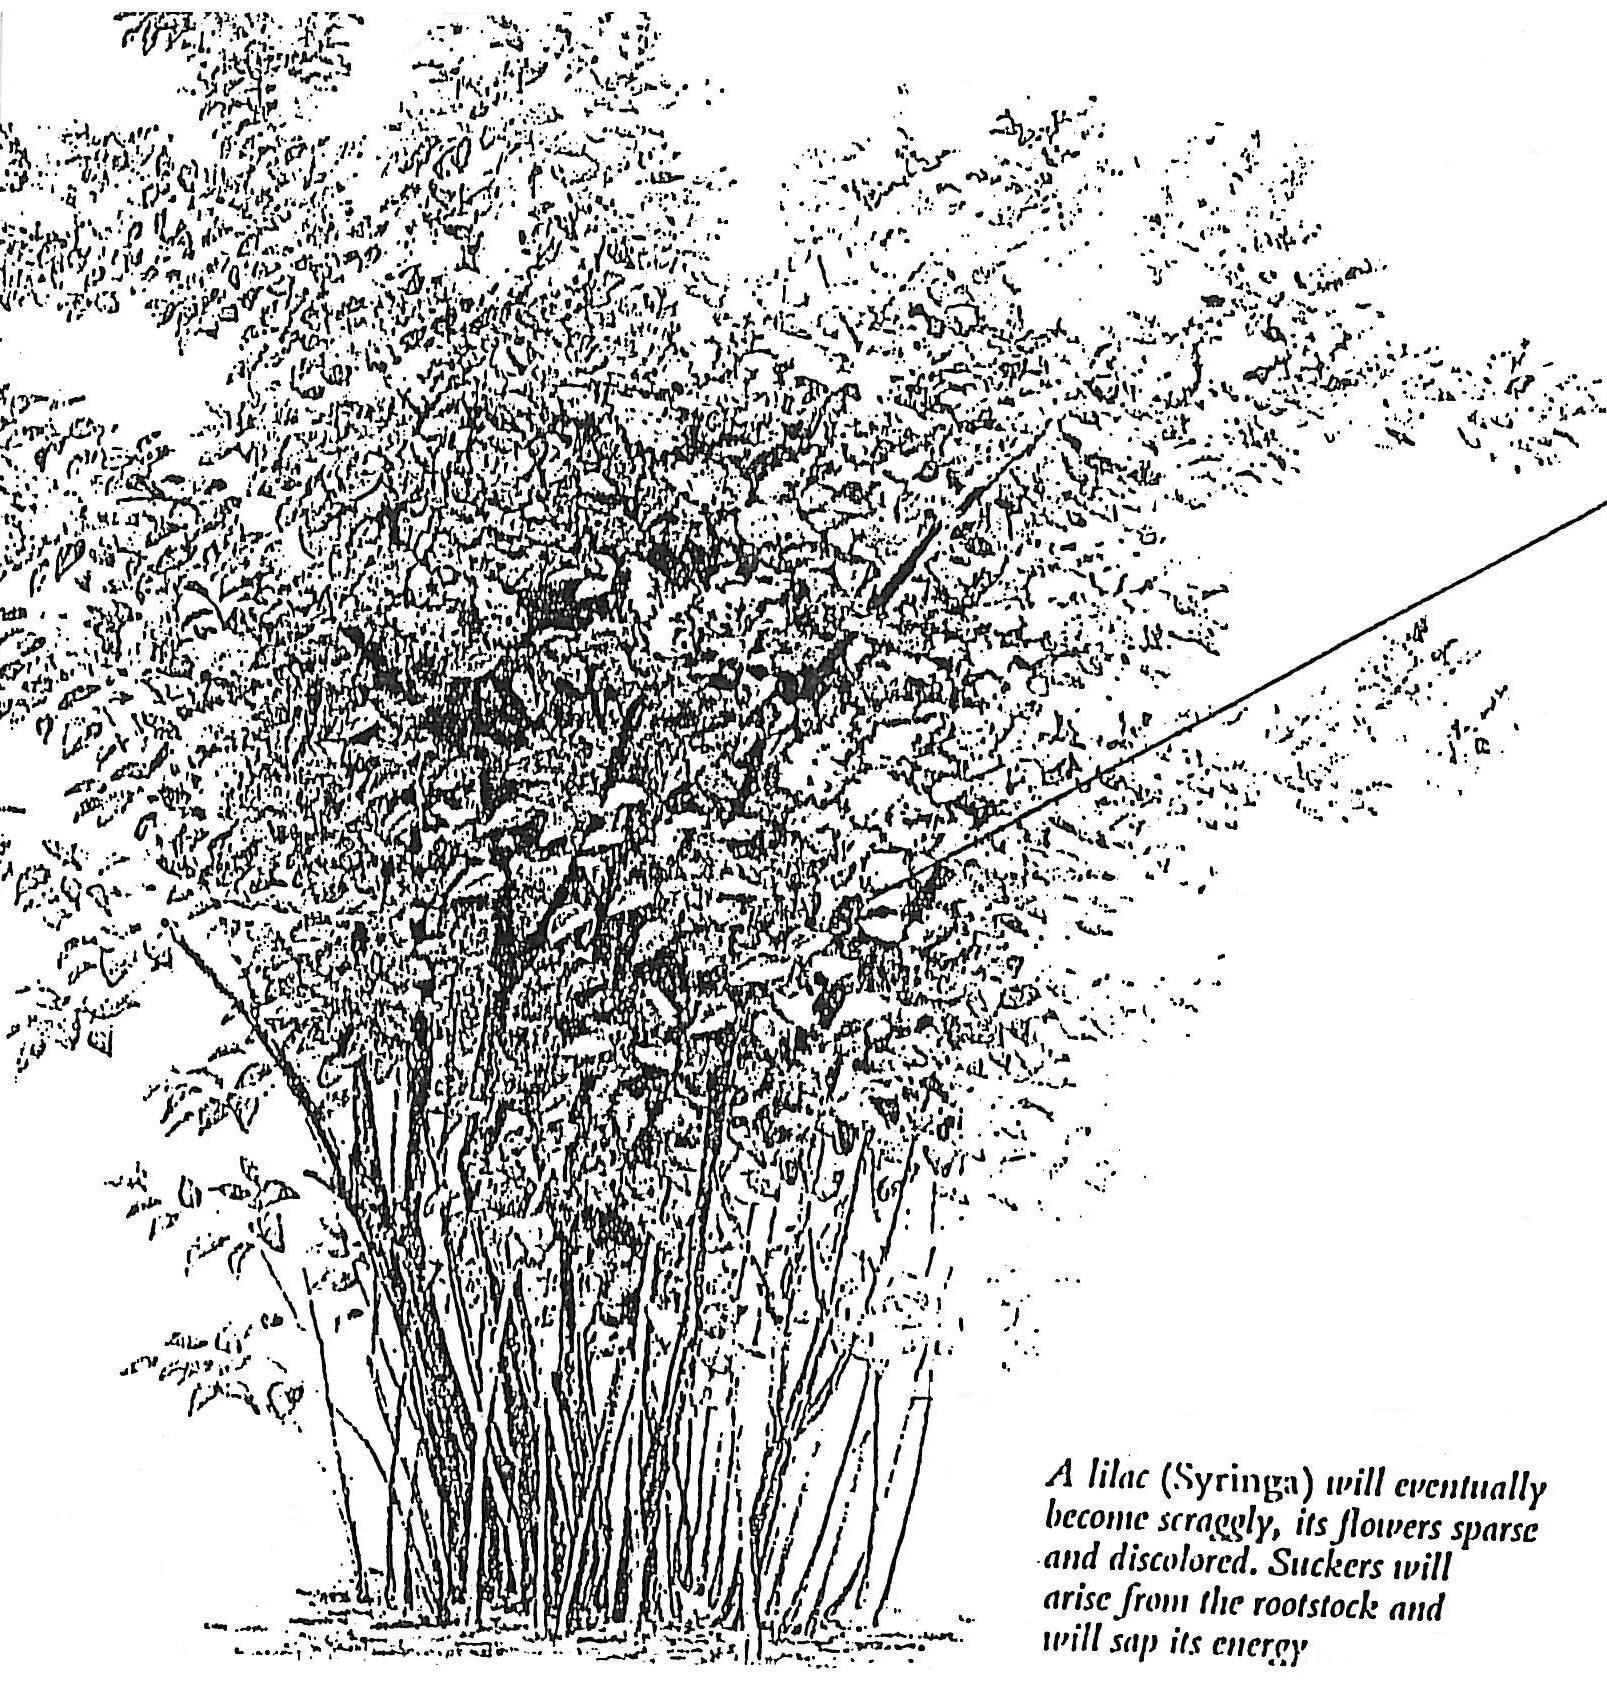 A lilac (Syringa) will eventually
become scraggly, its flowers sparse
and discolored. Suckers will
arise from the rootstock and
will sap its energy